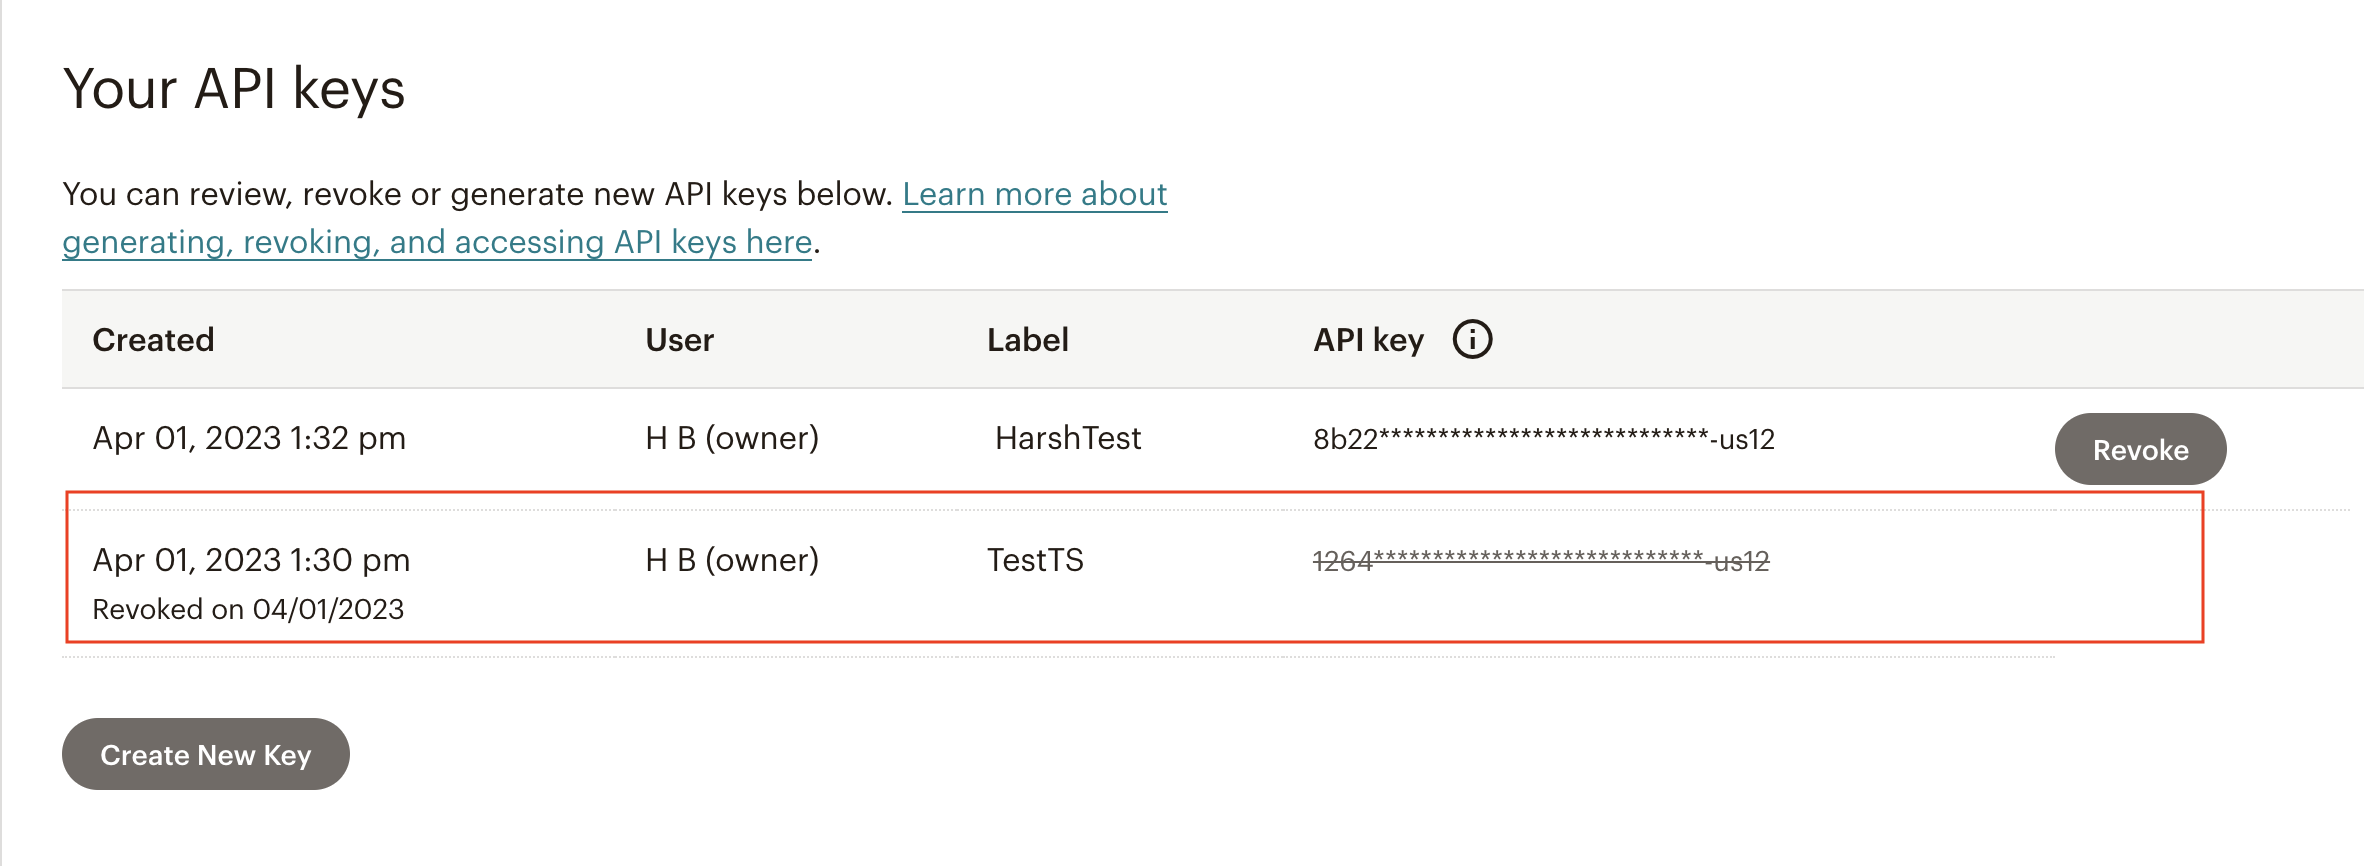 Your API keys
You can review, revoke or generate new API keys below. Learn more about
generating, revoking, and accessing API keys here.
Created User Label API key
Apr 01, 2023 1:32 pm H B (owner) HarshTest 8b22****************************-us12 Revoke
Apr 01, 2023 1:30 pm H B (owner) TestTS 1264****************************-us12
Revoked on 04/01/2023
Create New Key